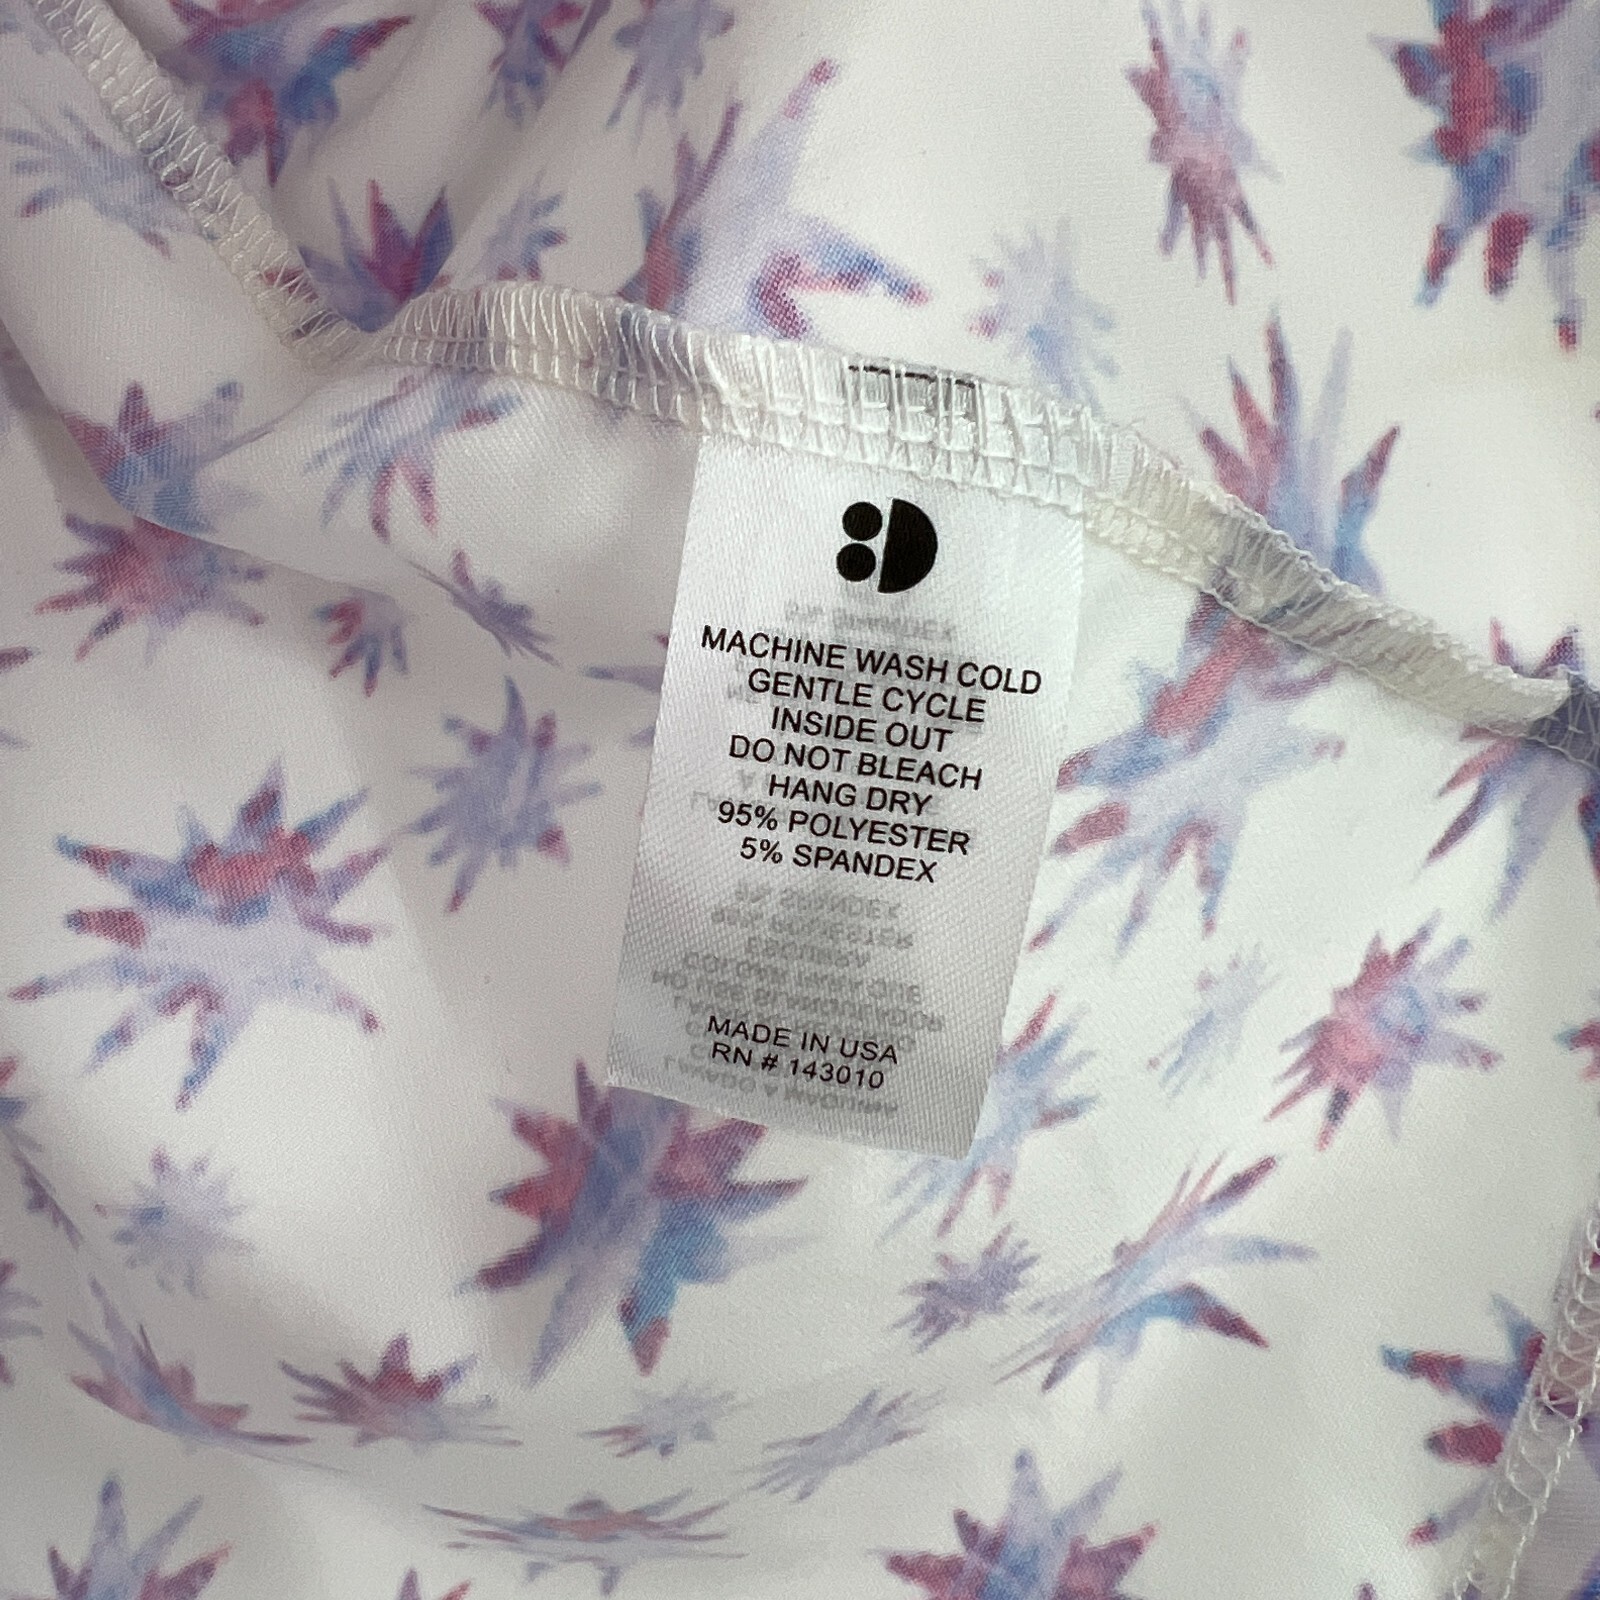 MACHINE WASH COLD
GENTLE CYCLE
INSIDE OUT
DO NOT BLEACH
HANG DRY
95% POLYESTER
5% SPANDEX
MADE IN USA
RN # 143010